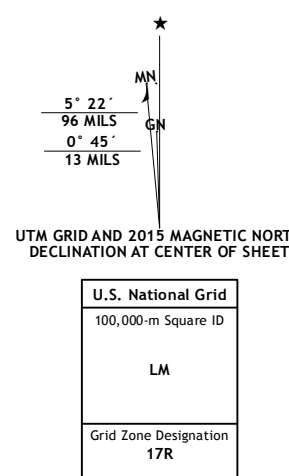 ★
MN
5° 22´
96 MILS
GN
0° 45´
13 MILS
UTM GRID AND 2015 MAGNETIC NORT
DECLINATION AT CENTER OF SHEET
U.S. National Grid
100,000-m Square ID
LM
Grid Zone Designation
17R